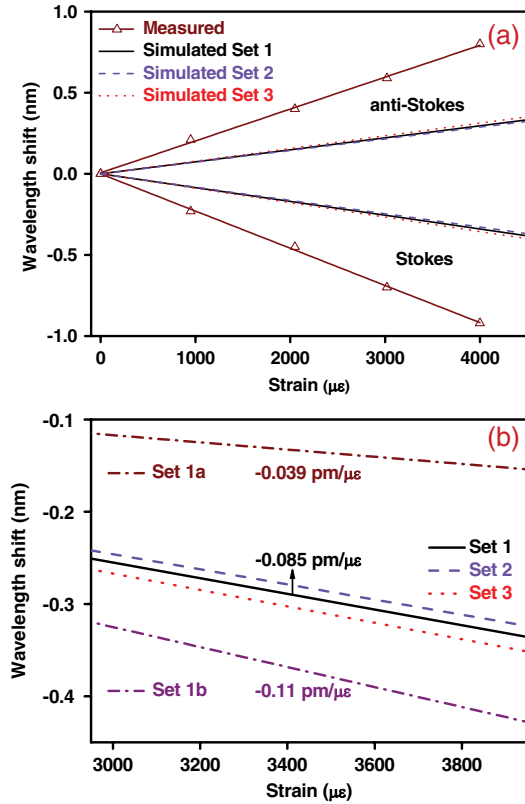 (a)
Measured
Simulated Set 1
Simulated Set 2
Simulated Set 3
1.0
0.5
0.0
-0.5
-1.0
Wavelength shift (nm)
anti-Stokes
Stokes
0 1000 2000 3000 4000
Strain (με)
(b)
-0.1
-0.2
-0.3
-0.4
Wavelength shift (nm)
Set 1a -0.039 pm/με
-0.085 pm/με
Set 1
Set 2
Set 3
Set 1b -0.11 pm/με
3000 3200 3400 3600 3800
Strain (με)